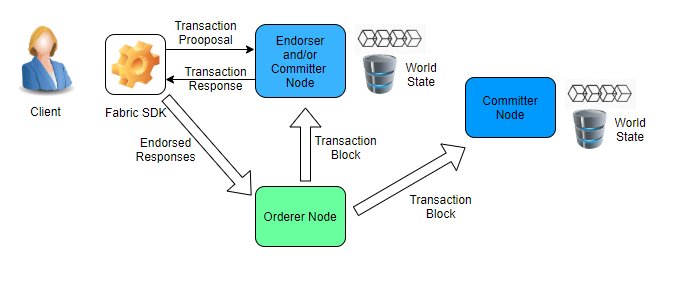 Transaction
Prooposal
Endorser
and/or
Committer
Node
Transaction
Response
World
State
Client
Fabric SDK
Committer
Node
World
State
Endorsed
Responses
Transaction
Block
Transaction
Block
Orderer Node